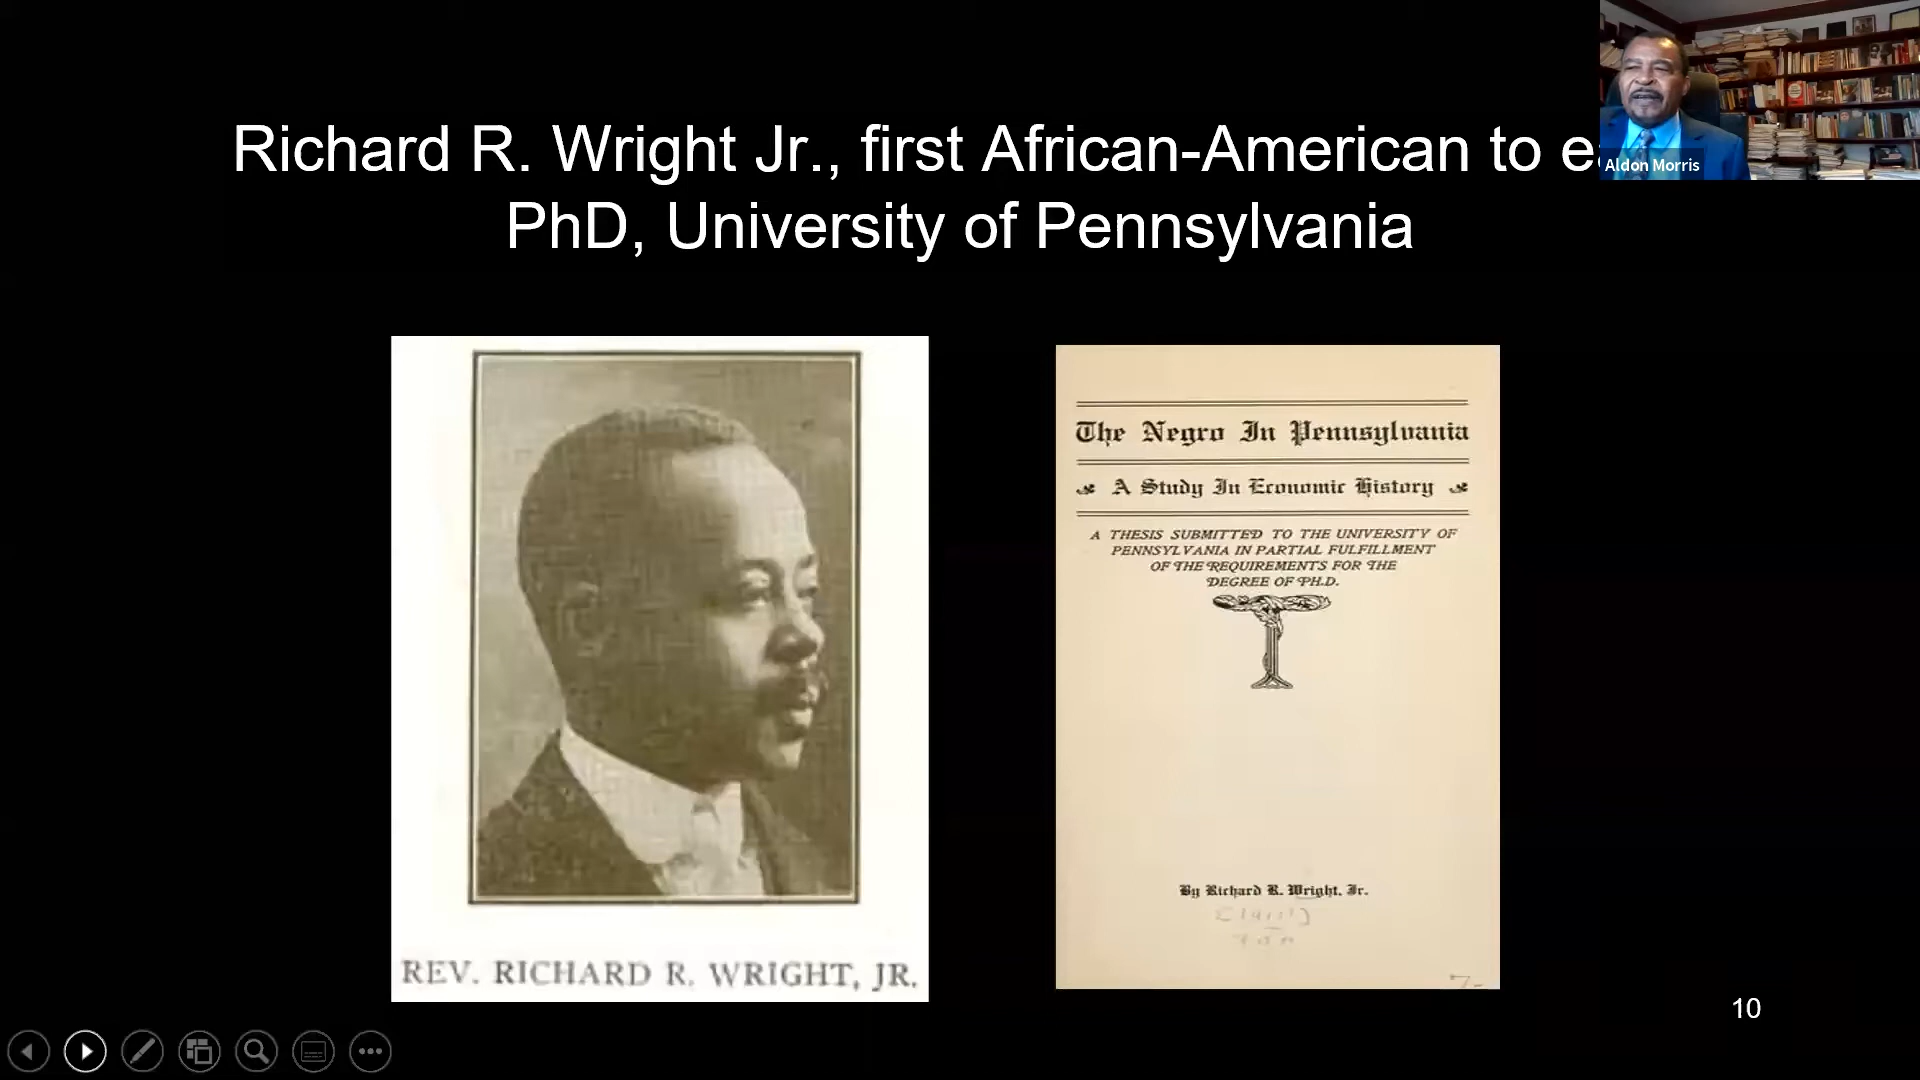 Richard R. Wright Jr., first African-American to
PhD, University of Pennsylvania
Aldon Morris
REV. RICHARD R. WRIGHT, JR.
The Negro In Pennsylvania
A Study In Economic History
A THESIS SUBMITTED TO THE UNIVERSITY OF
PENNSYLVANIA IN PARTIAL FULFILLMENT
OF THE REQUIREMENTS FOR THE
DEGREE OF PH.D.
By Richard R. Wright, Jr.
10